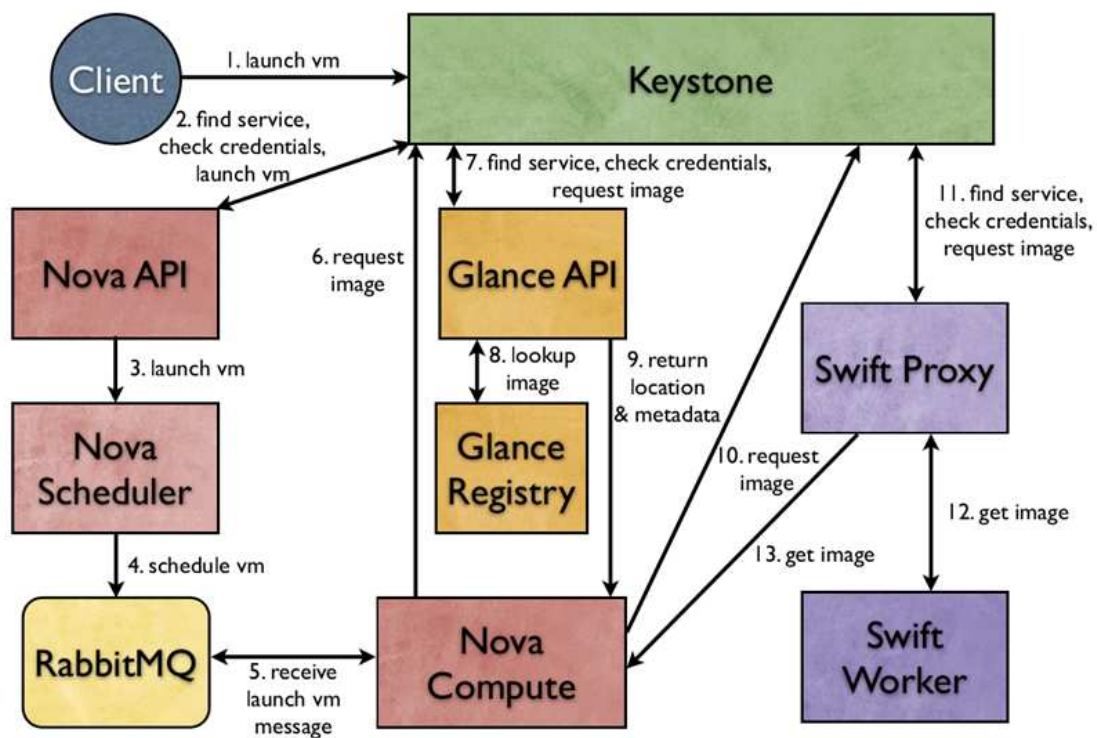 Client
1. launch vm
Keystone
2. find service,
check credentials,
launch vm
7. find service, check credentials,
request image
11. find service,
check credentials,
request image
Nova API
6. request
image
Glance API
3. launch vm
8. lookup
image
9. return
location
& metadata
Swift Proxy
Nova
Scheduler
Glance
Registry
10. request
image
4. schedule vm
13. get image
12. get image
RabbitMQ
5. receive
launch vm
message
Nova
Compute
Swift
Worker